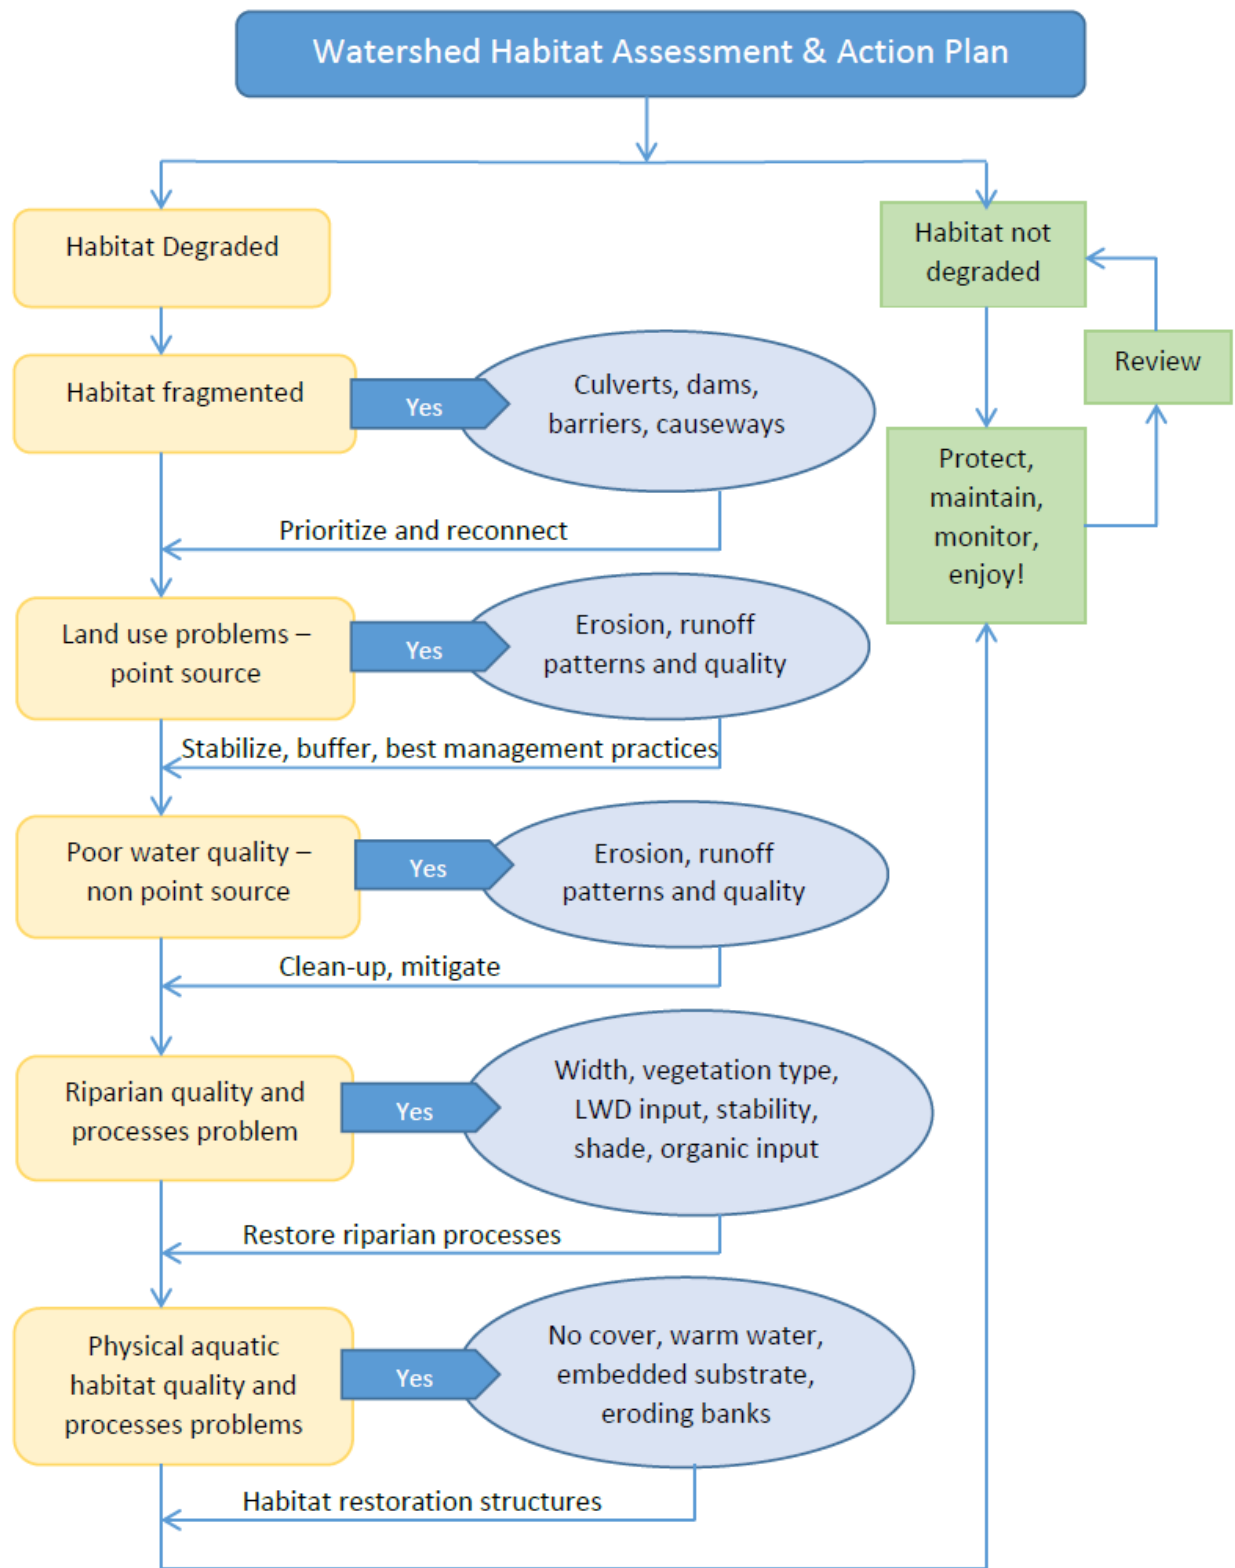 Watershed Habitat Assessment & Action Plan
Habitat Degraded
Habitat not
degraded
Review
Habitat fragmented
Yes
Culverts, dams,
barriers, causeways
Protect,
maintain,
monitor,
enjoy!
Prioritize and reconnect
Land use problems –
point source
Yes
Erosion, runoff
patterns and quality
Stabilize, buffer, best management practices
Poor water quality –
non point source
Yes
Erosion, runoff
patterns and quality
Clean-up, mitigate
Riparian quality and
processes problem
Yes
Width, vegetation type,
LWD input, stability,
shade, organic input
Restore riparian processes
Physical aquatic
habitat quality and
processes problems
Yes
No cover, warm water,
embedded substrate,
eroding banks
Habitat restoration structures